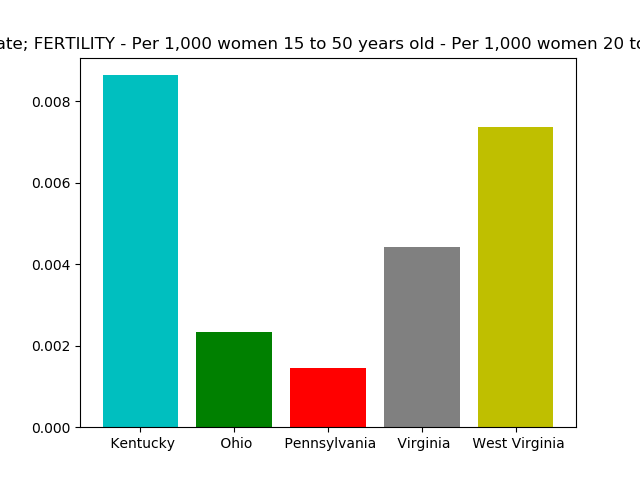 ate; FERTILITY - Per 1,000 women 15 to 50 years old - Per 1,000 women 20 to
0.008
0.006
0.004
0.002
0.000
Kentucky Ohio Pennsylvania Virginia West Virginia